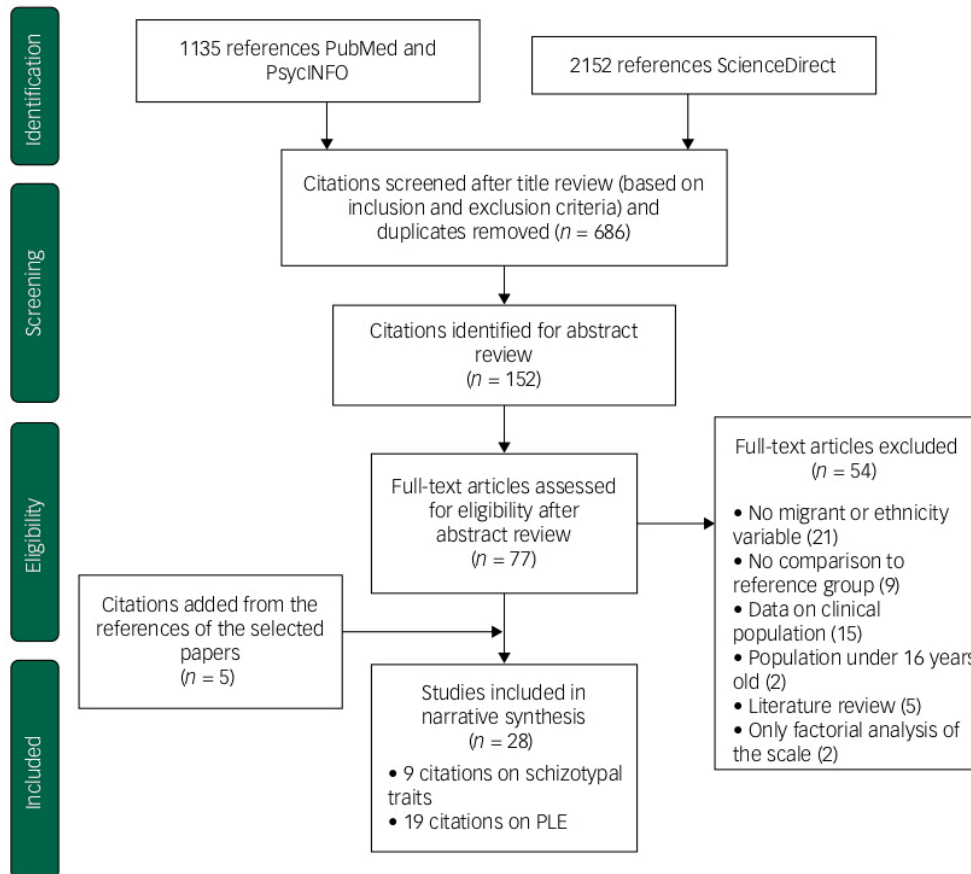 Identification
1135 references PubMed and
PsycINFO
2152 references ScienceDirect
Screening
Citations screened after title review (based on
inclusion and exclusion criteria) and
duplicates removed (n = 686)
Citations identified for abstract
review
(n = 152)
Eligibility
Full-text articles assessed
for eligibility after
abstract review
(n = 77)
Full-text articles excluded
(n = 54)
• No migrant or ethnicity
variable (21)
• No comparison to
reference group (9)
• Data on clinical
population (15)
• Population under 16 years
old (2)
• Literature review (5)
• Only factorial analysis of
the scale (2)
Citations added from the
references of the selected
papers
(n = 5)
Included
Studies included in
narrative synthesis
(n = 28)
• 9 citations on schizotypal
traits
• 19 citations on PLE